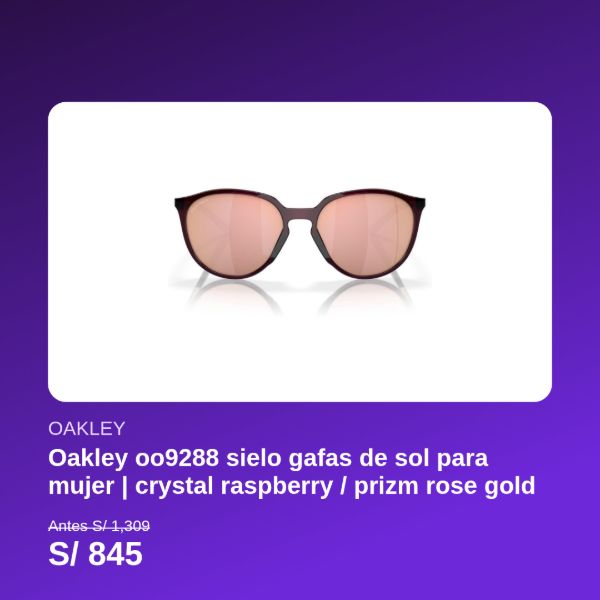 OAKLEY
Oakley oo9288 sielo gafas de sol para
mujer | crystal raspberry / prizm rose gold
Antes S/ 1,309
S/ 845